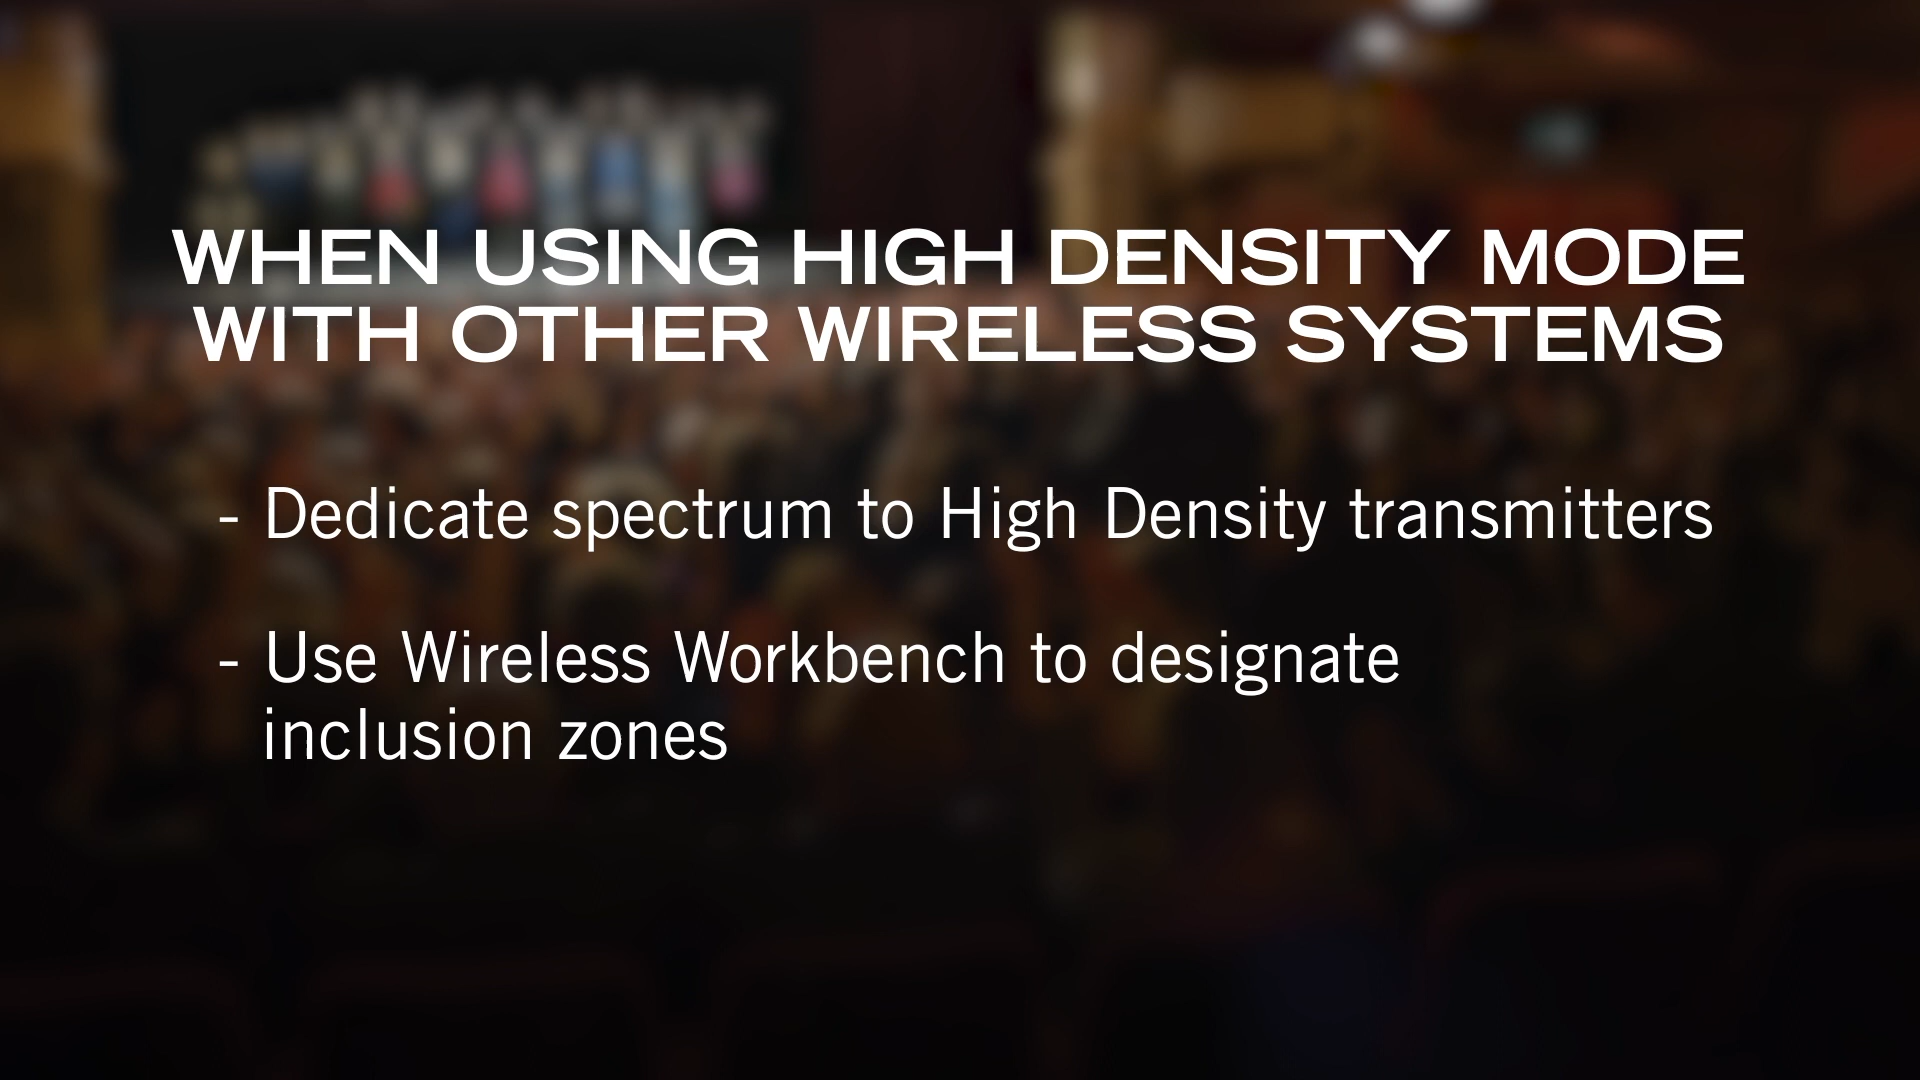 WHEN USING HIGH DENSITY MODE
WITH OTHER WIRELESS SYSTEMS
- Dedicate spectrum to High Density transmitters
- Use Wireless Workbench to designate
inclusion zones